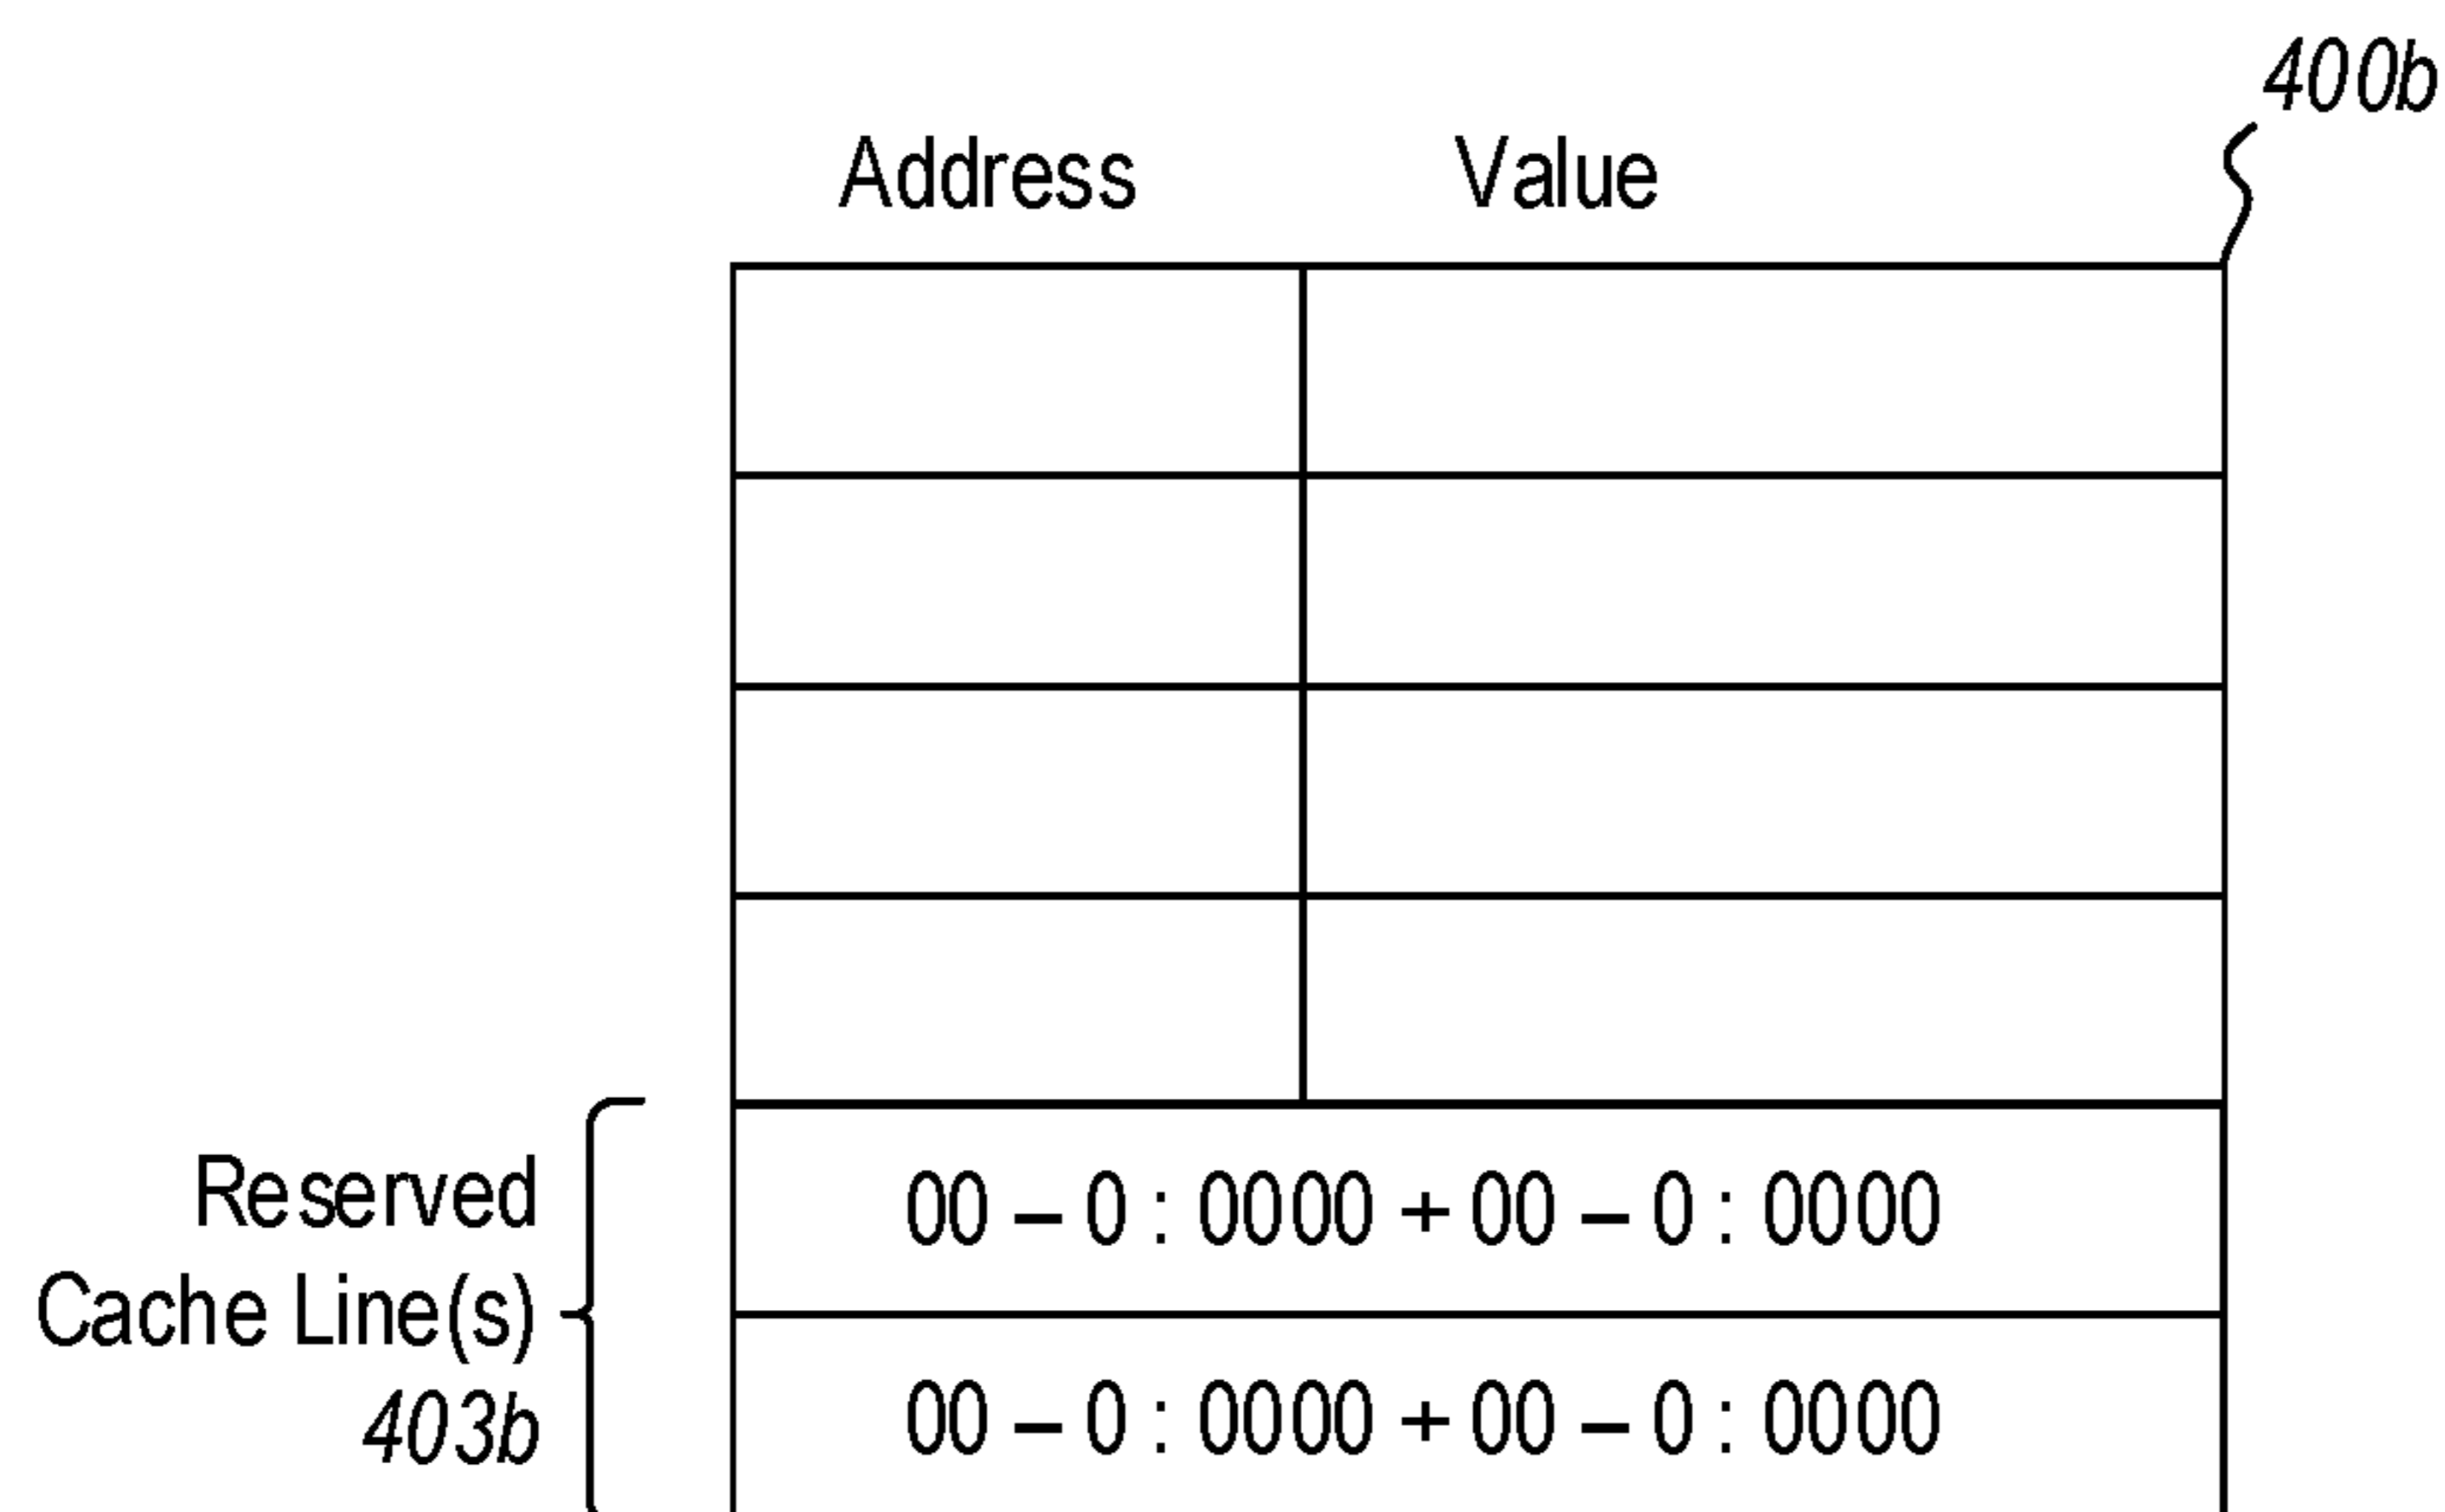 400b
Address Value
00 – 0 : 0000 + 00 – 0 : 0000
Reserved
Cache Line(s)
403b
00 – 0 : 0000 + 00 – 0 : 0000